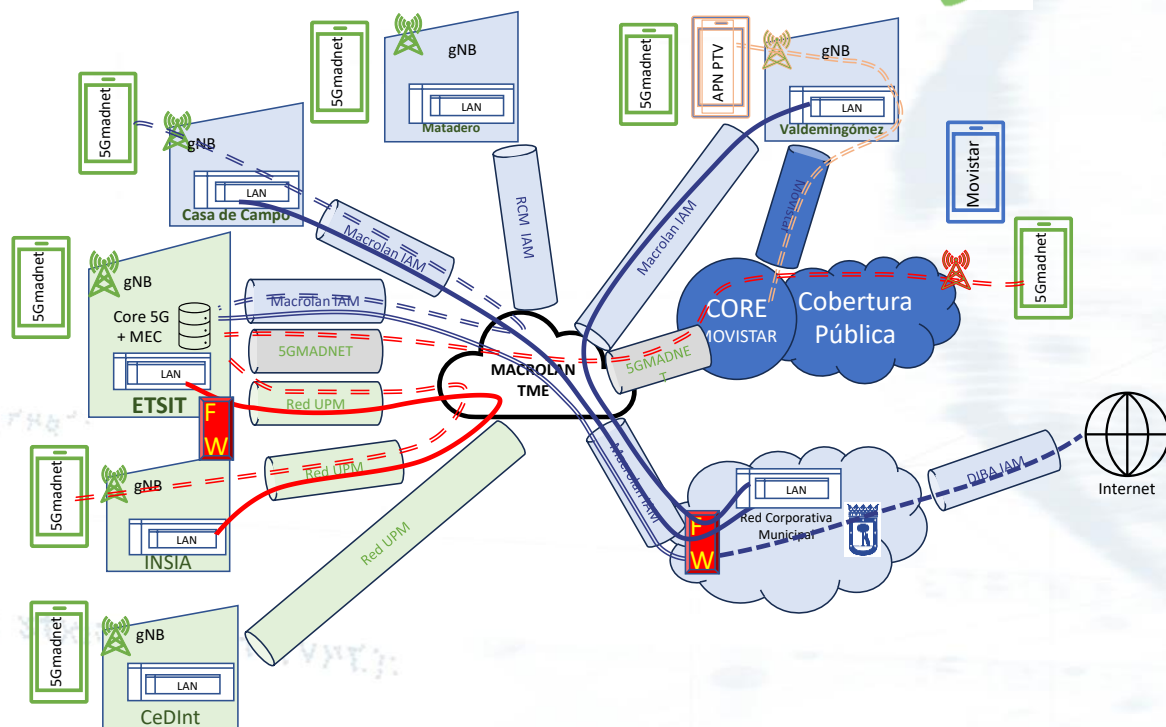 5Gmadnet
gNB
LAN
Matadero
5Gmadnet
APN PTV
gNB
LAN
Valdemingómez
5Gmadnet
gNB
LAN
Casa de Campo
Movistar
5Gmadnet
RCM IAM
Macrolan IAM
Movistar
Macrolan IAM
5Gmadnet
gNB
Core 5G
+ MEC
LAN
ETSIT
Macrolan IAM
5GMADNET
Red UPM
MACROLAN
TME
5GMADNE
T
CORE
MOVISTAR
Cobertura
Pública
F
W
5Gmadnet
gNB
LAN
INSIA
Red UPM
Red UPM
Macrolan IAM
F
W
LAN
Red Corporativa
Municipal
DIBA IAM
Internet
5Gmadnet
gNB
LAN
CeDInt